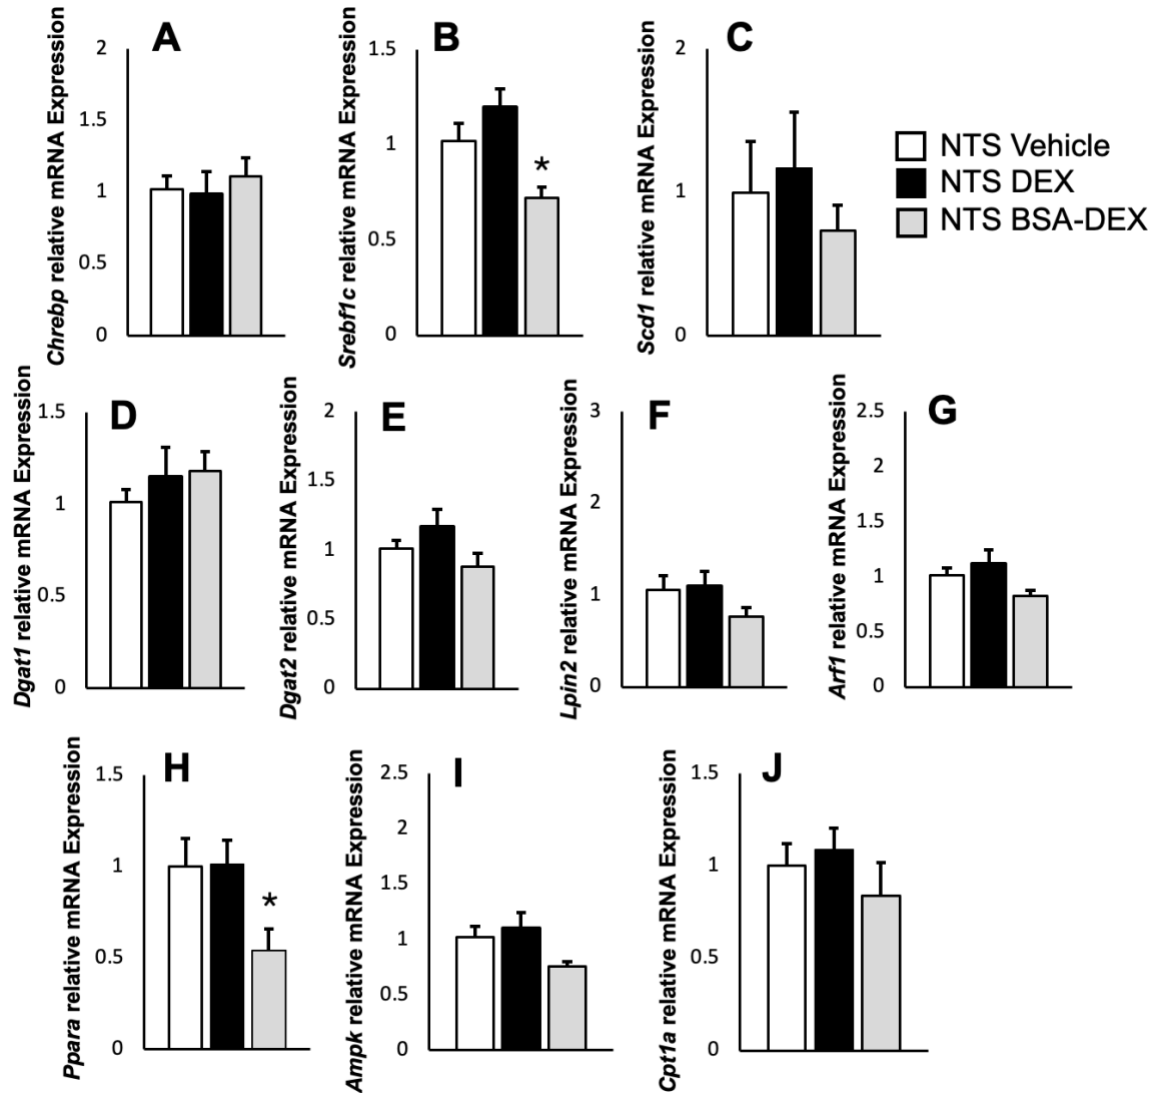 A
Chrebp relative mRNA Expression
2
1.5
1
0.5
0
B
Srebf1c relative mRNA Expression
1.5
1
0.5
0
*
C
Scd1 relative mRNA Expression
2
1
0
NTS Vehicle
NTS DEX
NTS BSA-DEX
D
Dgat1 relative mRNA Expression
1.5
1
0.5
0
E
Dgat2 relative mRNA Expression
2
1.5
1
0.5
0
F
Lpin2 relative mRNA Expression
3
2
1
0
G
Arf1 relative mRNA Expression
2.5
2
1.5
1
0.5
0
H
Ppara relative mRNA Expression
1.5
1
0.5
0
*
I
Ampk relative mRNA Expression
2.5
2
1.5
1
0.5
0
J
Cpt1a relative mRNA Expression
1.5
1
0.5
0